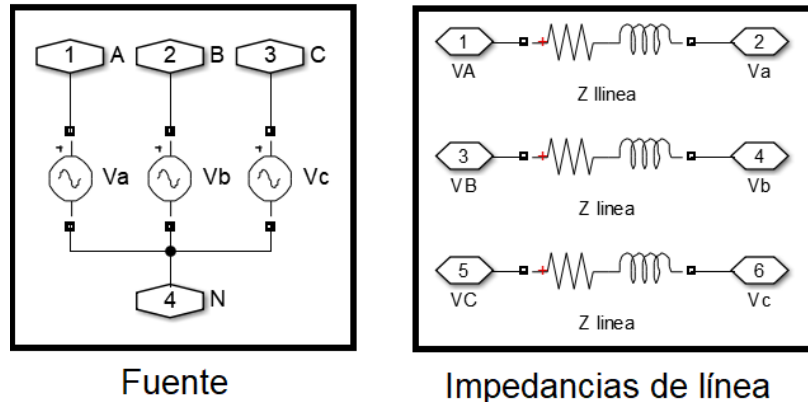 1 A 2 B 3 C
Va Vb Vc
4 N
Fuente
1 2
VA Va
Z llinea
3 4
VB Vb
Z linea
5 6
VC Vc
Z linea
Impedancias de línea